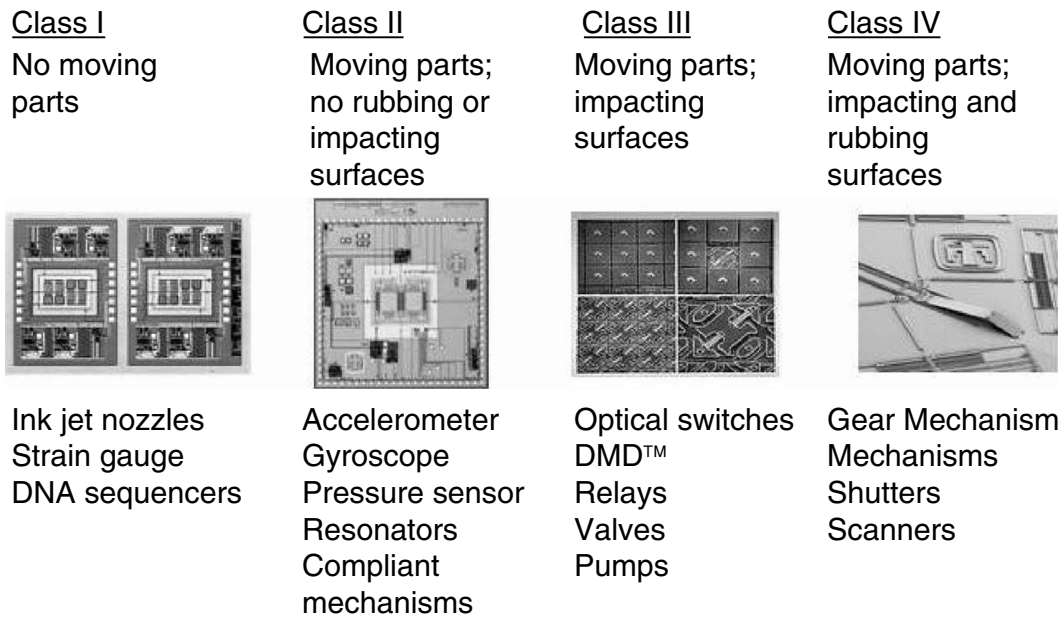 Class I
No moving
parts
Ink jet nozzles
Strain gauge
DNA sequencers
Class II
Moving parts;
no rubbing or
impacting
surfaces
Accelerometer
Gyroscope
Pressure sensor
Resonators
Compliant
mechanisms
Class III
Moving parts;
impacting
surfaces
Optical switches
DMD™
Relays
Valves
Pumps
Class IV
Moving parts;
impacting and
rubbing
surfaces
Gear Mechanism
Mechanisms
Shutters
Scanners